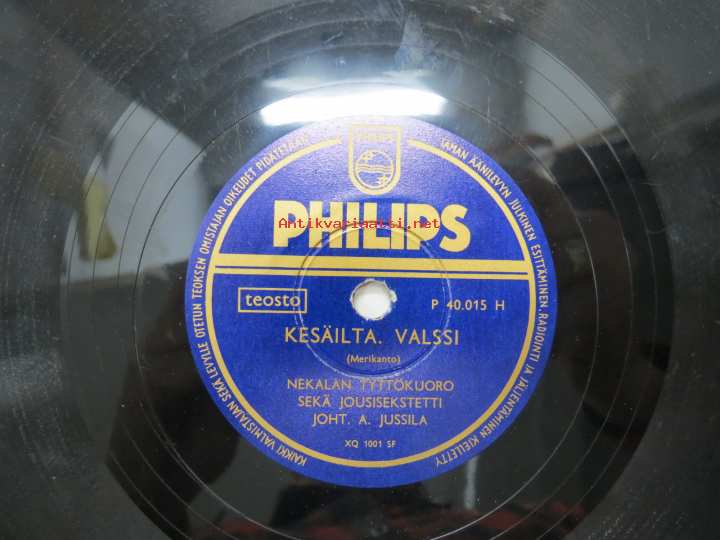 PHILIPS
PHILIPS
Antikvariaatti.net
teosto
P 40.015 H
KESÄILTA. VALSSI
(Merikanto)
NEKALAN TYTTÖKUORO
SEKÄ JOUSISEKSTETTI
JOHT. A. JUSSILA
XQ 1001 SF
KAIKKI VALMISTAJAN SEKÄ LEVYLLE OTETUN TEOKSEN OMISTAJAN OIKEUDET PIDÄTETÄÄN
TÄMÄN ÄÄNILEVYN JULKINEN ESITTÄMINEN, RADIOINTI JA JÄLJENTÄMINEN KIELLETTY